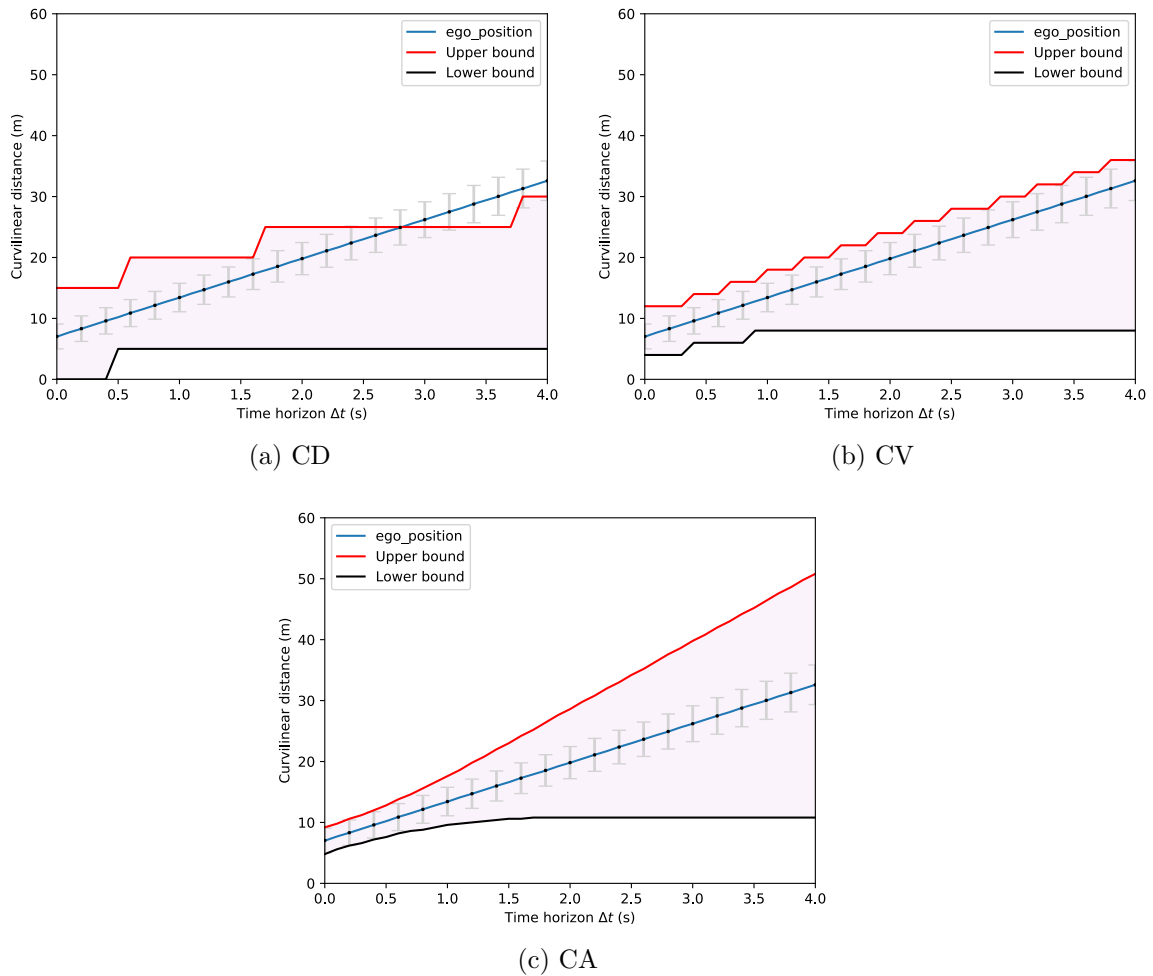 60
50
40
30
20
10
0
Curvilinear distance (m)
ego_position
Upper bound
Lower bound
0.0 0.5 1.0 1.5 2.0 2.5 3.0 3.5 4.0
Time horizon Δt (s)
(a) CD
60
50
40
30
20
10
0
Curvilinear distance (m)
ego_position
Upper bound
Lower bound
0.0 0.5 1.0 1.5 2.0 2.5 3.0 3.5 4.0
Time horizon Δt (s)
(b) CV
60
50
40
30
20
10
0
Curvilinear distance (m)
ego_position
Upper bound
Lower bound
0.0 0.5 1.0 1.5 2.0 2.5 3.0 3.5 4.0
Time horizon Δt (s)
(c) CA